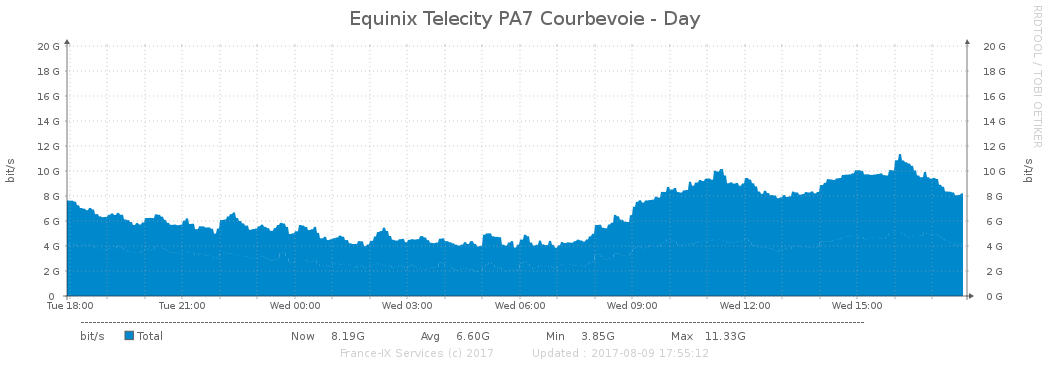 Equinix Telecity PA7 Courbevoie - Day
RRDTOOL / TOBI OETIKER
bit/s
bit/s
20 G 20 G
18 G 18 G
16 G 16 G
14 G 14 G
12 G 12 G
10 G 10 G
8 G 8 G
6 G 6 G
4 G 4 G
2 G 2 G
0 0 G
Tue 18:00 Tue 21:00 Wed 00:00 Wed 03:00 Wed 06:00 Wed 09:00 Wed 12:00 Wed 15:00
bit/s Total Now 8.19G Avg 6.60G Min 3.85G Max 11.33G
France-IX Services (c) 2017 Updated : 2017-08-09 17:55:12